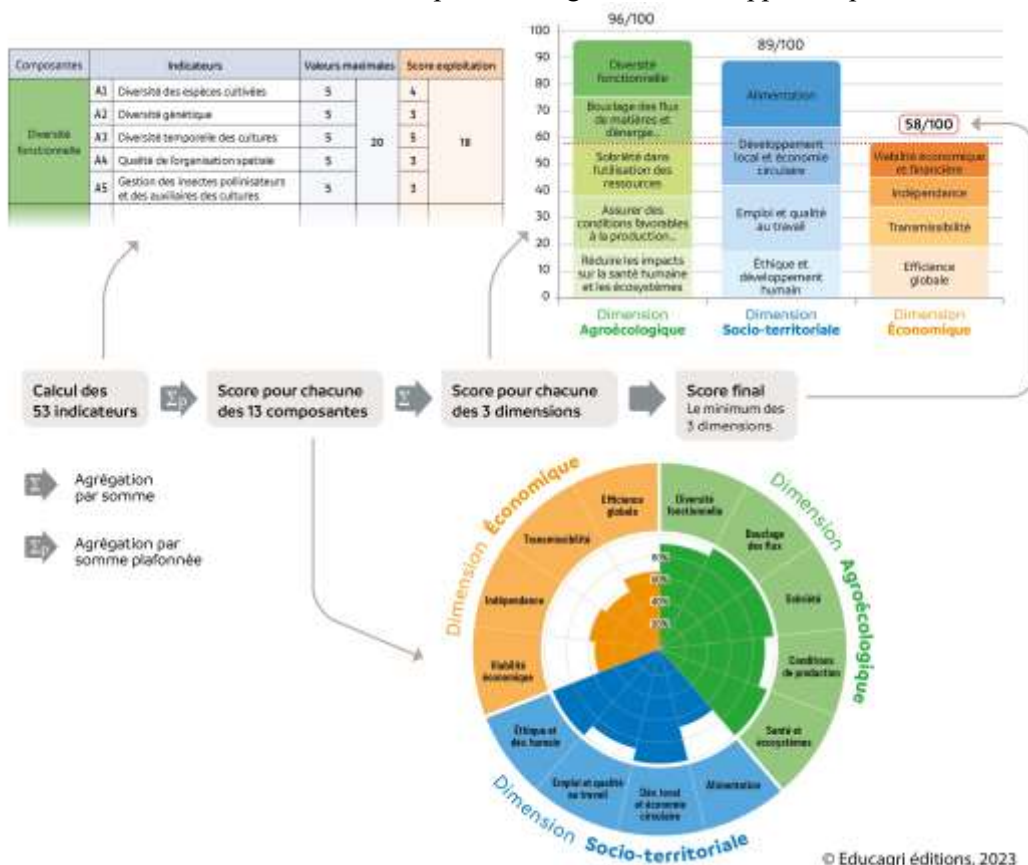 Composantes
Indicateurs
Valeurs maximales
Score exploitation
Diversité
fonctionnelle
A1 Diversité des espèces cultivées 5 4
A2 Diversité génétique 5 3
A3 Diversité temporelle des cultures 5 5
20
18
A4 Qualité de l'organisation spatiale 5 3
A5 Gestion des insectes pollinisateurs
et des auxiliaires des cultures 5 3
96/100
89/100
58/100
100
90
80
70
60
50
40
30
20
10
0
Diversité
fonctionnelle
Bouclage des flux
de matières et
d'énergie...
Sobriété dans
l'utilisation des
ressources
Assurer des
conditions favorables
à la production...
Réduire les impacts
sur la santé humaine
et les écosystèmes
Alimentation
Développement
local et économie
circulaire
Emploi et qualité
au travail
Éthique et
développement
humain
Viabilité économique
et financière
Indépendance
Transmissibilité
Efficience
globale
Dimension
Agroécologique
Dimension
Socio-territoriale
Dimension
Économique
Calcul des
53 indicateurs
Σp
Score pour chacune
des 13 composantes
Σ
Score pour chacune
des 3 dimensions
Score final
Le minimum des
3 dimensions
Σ Agrégation
par somme
Σp Agrégation par
somme plafonnée
Dimension Économique
Dimension Agroécologique
Dimension Socio-territoriale
Efficience
globale
Diversité
fonctionnelle
Bouclage
des flux
Sobriété
Conditions
de production
Santé et
écosystèmes
Alimentation
Dév. local
et économie
circulaire
Emploi et qualité
au travail
Éthique et
dév. humain
Viabilité
économique
Indépendance
Transmissibilité
80%
60%
40%
20%
© Educagri éditions, 2023